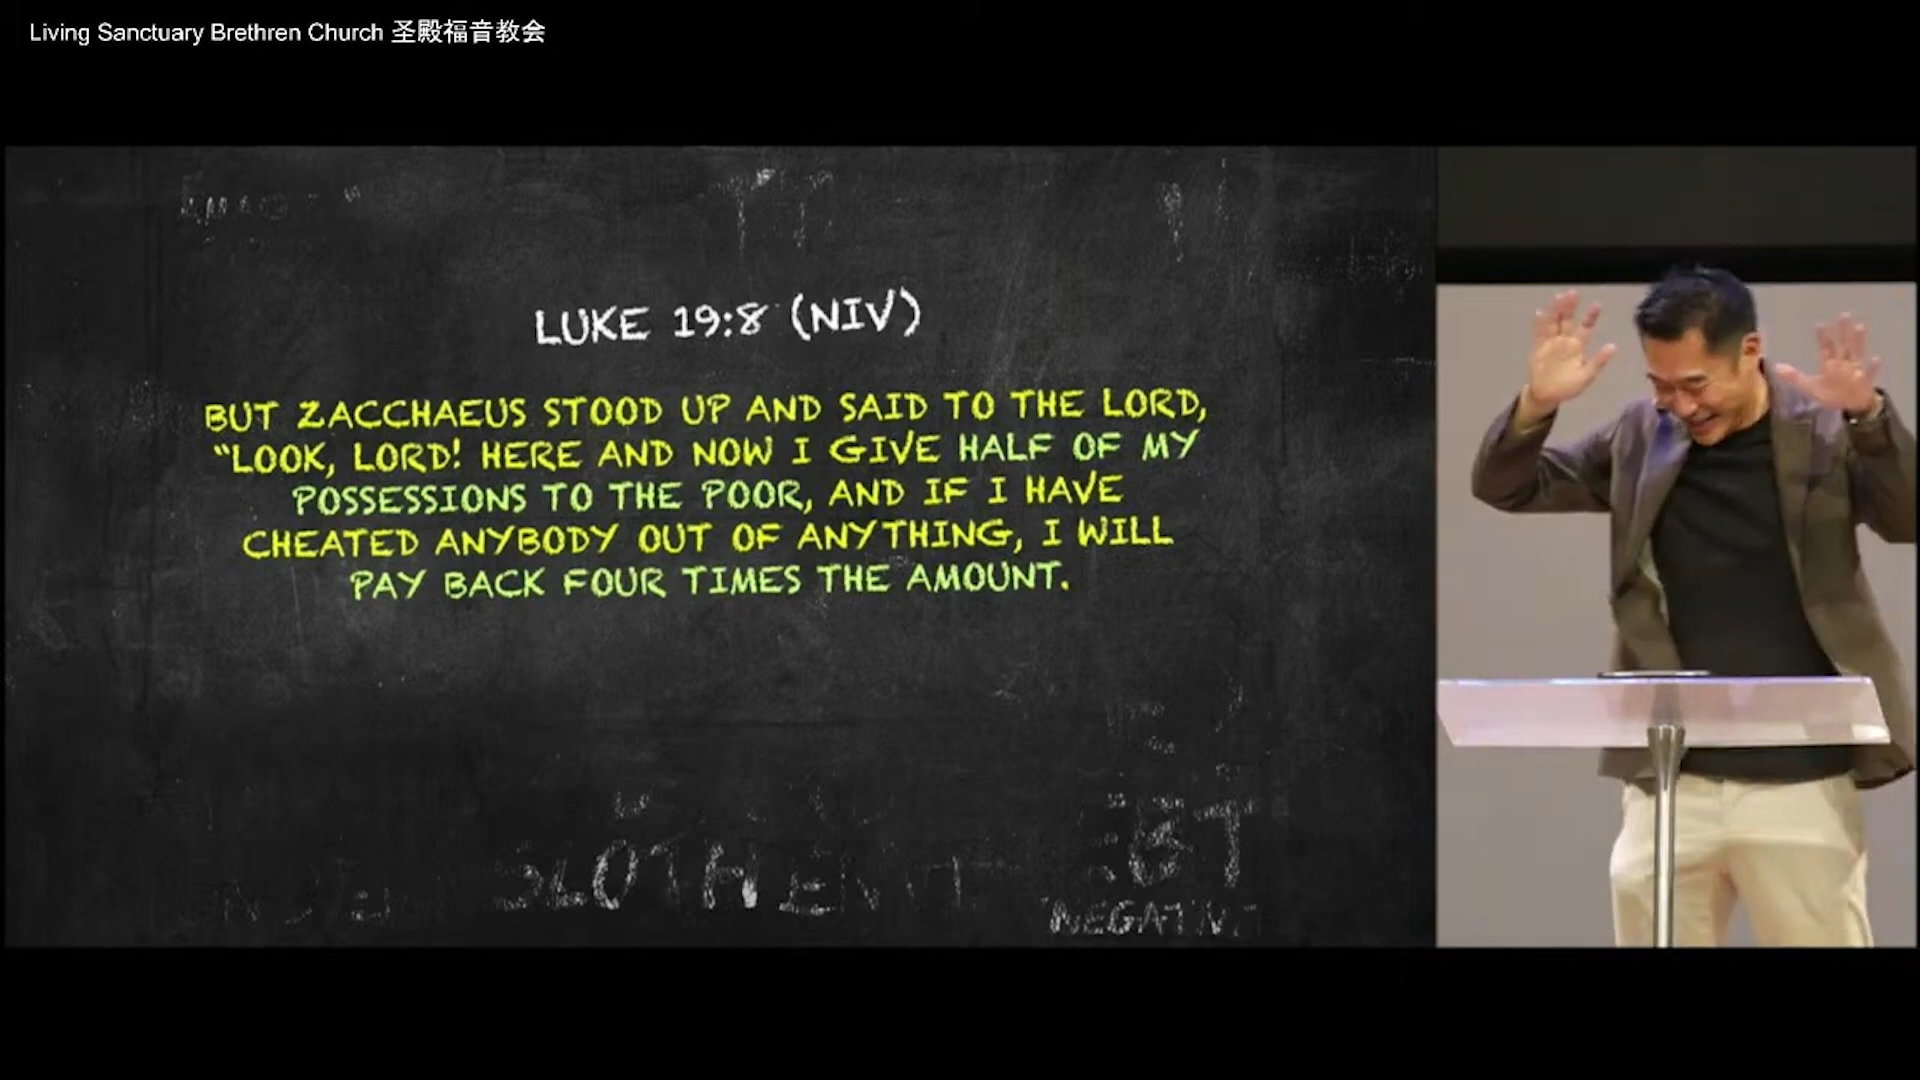 Living Sanctuary Brethren Church 圣殿福音教会
LUKE 19:8 (NIV)
BUT ZACCHAEUS STOOD UP AND SAID TO THE LORD,
“LOOK, LORD! HERE AND NOW I GIVE HALF OF MY
POSSESSIONS TO THE POOR, AND IF I HAVE
CHEATED ANYBODY OUT OF ANYTHING, I WILL
PAY BACK FOUR TIMES THE AMOUNT.